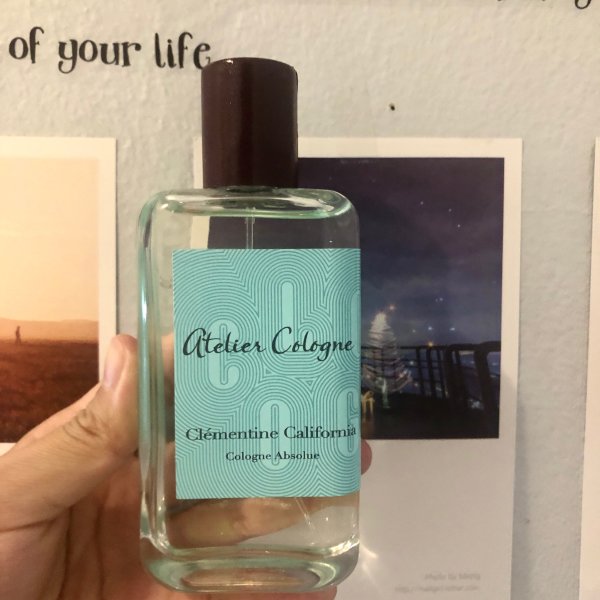 of your life
Atelier Cologne
Clémentine California
Cologne Absolue